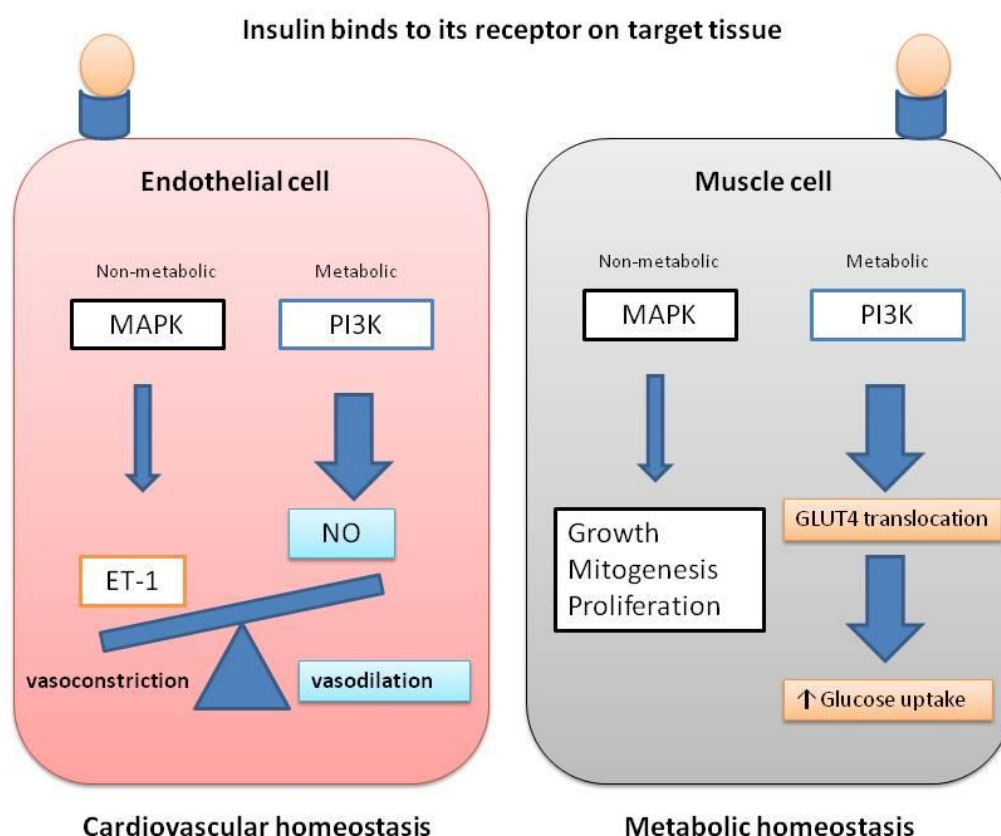 Insulin binds to its receptor on target tissue
Endothelial cell
Non-metabolic
Metabolic
MAPK
PI3K
NO
ET-1
vasoconstriction
vasodilation
Cardiovascular homeostasis
Muscle cell
Non-metabolic
Metabolic
MAPK
PI3K
Growth
Mitogenesis
Proliferation
GLUT4 translocation
↑ Glucose uptake
Metabolic homeostasis